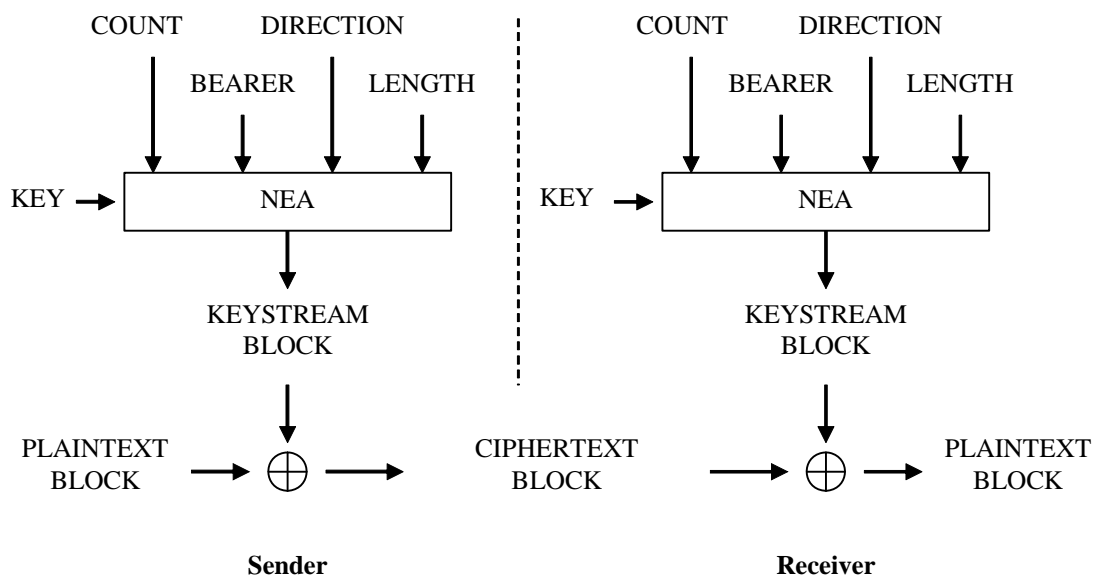 COUNT DIRECTION COUNT DIRECTION
BEARER LENGTH BEARER LENGTH
KEY NEA KEY NEA
KEYSTREAM BLOCK KEYSTREAM BLOCK
PLAINTEXT BLOCK CIPHERTEXT BLOCK PLAINTEXT BLOCK
Sender Receiver